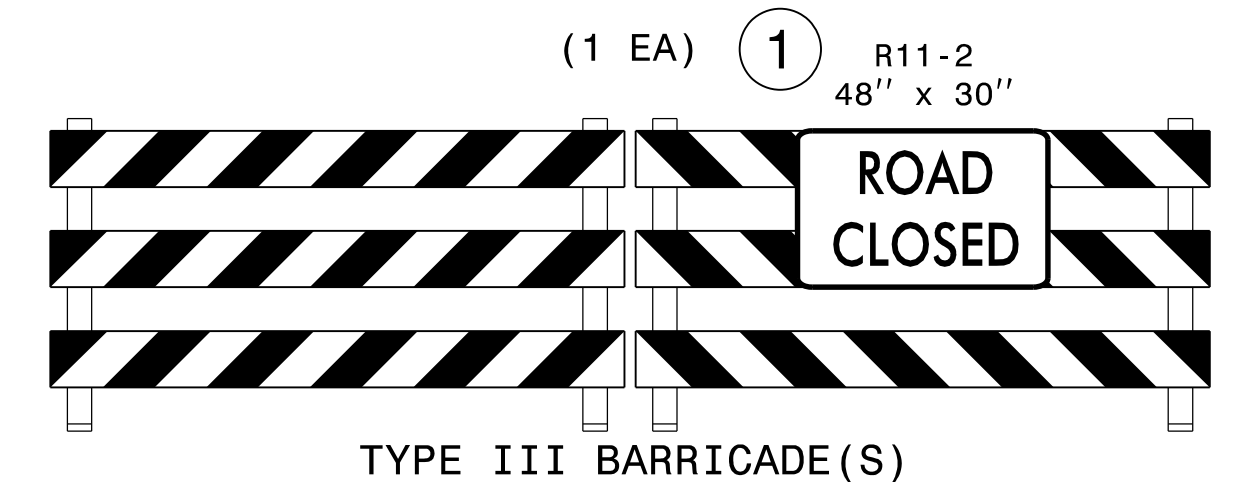 (1 EA) 1 R11-2
48" x 30"
ROAD
CLOSED
TYPE III BARRICADE(S)